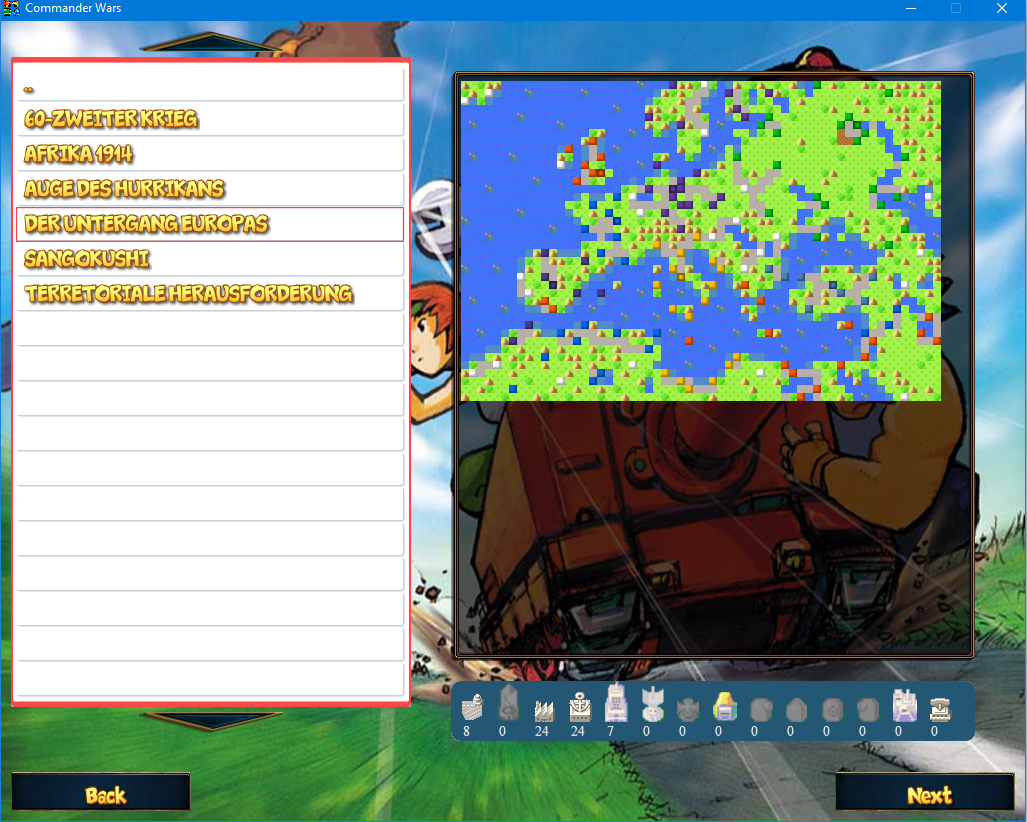 Commander Wars
..
60-ZWEITER KRIEG
AFRIKA 1914
AUGE DES HURRIKANS
DER UNTERGANG EUROPAS
SANGOKUSHI
TERRETORIALE HERAUSFORDERUNG
8 0 24 24 7 0 0 0 0 0 0 0 0 0
Back Next